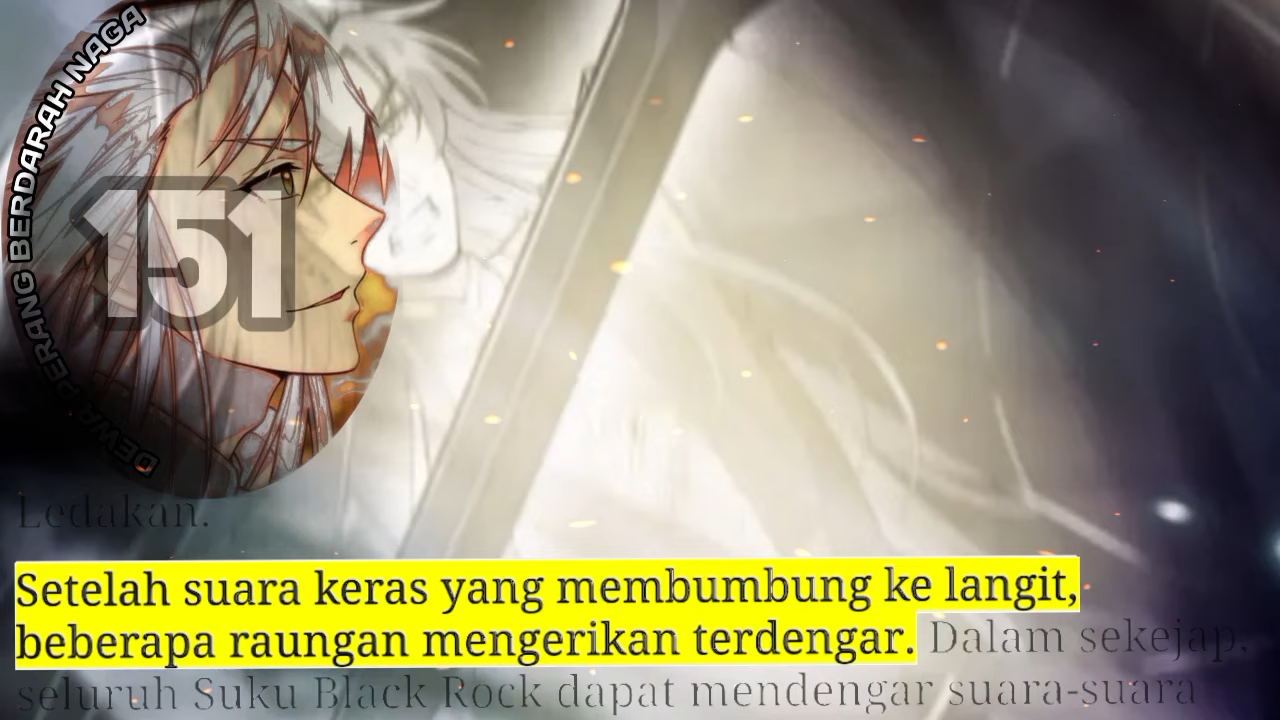 DEWA PERANG BERDARAH NAGA
151
Ledakan.
Setelah suara keras yang membumbung ke langit,
beberapa raungan mengerikan terdengar. Dalam sekejap,
seluruh Suku Black Rock dapat mendengar suara-suara